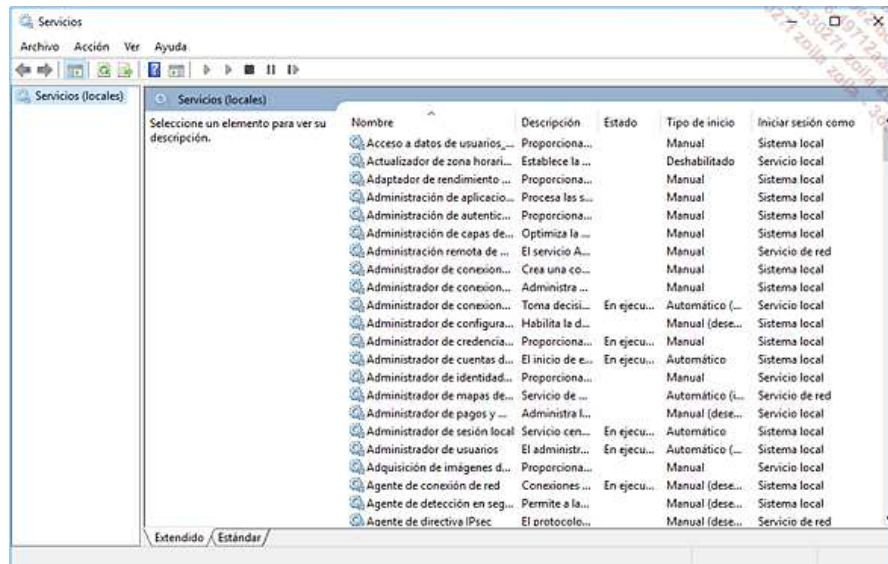 Servicios
Archivo Acción Ver Ayuda
Servicios (locales)
Servicios (locales)
Seleccione un elemento para ver su
descripción.
Nombre Descripción Estado Tipo de inicio Iniciar sesión como
Acceso a datos de usuarios_... Proporciona... Manual Sistema local
Actualizador de zona horari... Establece la ... Deshabilitado Servicio local
Adaptador de rendimiento ... Proporciona... Manual Sistema local
Administración de aplicacio... Procesa las s... Manual Sistema local
Administración de autentic... Proporciona... Manual Sistema local
Administración de capas de... Optimiza la ... Manual Sistema local
Administración remota de ... El servicio A... Manual Servicio de red
Administrador de conexion... Crea una co... Manual Sistema local
Administrador de conexion... Administra ... Manual Sistema local
Administrador de conexion... Toma decisi... En ejecu... Automático (... Servicio local
Administrador de configura... Habilita la d... Manual (dese... Sistema local
Administrador de credencia... Proporciona... En ejecu... Manual Sistema local
Administrador de cuentas d... El inicio de e... En ejecu... Automático Sistema local
Administrador de identidad... Proporciona... Manual Servicio local
Administrador de mapas de... Servicio de ... Automático (i... Servicio de red
Administrador de pagos y ... Administra l... Manual (dese... Servicio local
Administrador de sesión local Servicio cen... En ejecu... Automático Sistema local
Administrador de usuarios El administr... En ejecu... Automático (... Sistema local
Adquisición de imágenes d... Proporciona... Manual Servicio local
Agente de conexión de red Conexiones ... En ejecu... Manual (dese... Sistema local
Agente de detección en seg... Permite a la... Manual (dese... Sistema local
Agente de directiva IPsec El protocolo... Manual (dese... Servicio de red
Extendido Estándar